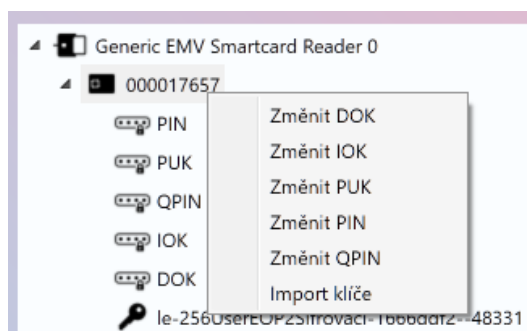 Generic EMV Smartcard Reader 0
000017657
PIN
PUK
QPIN
IOK
DOK
Změnit DOK
Změnit IOK
Změnit PUK
Změnit PIN
Změnit QPIN
Import klíče